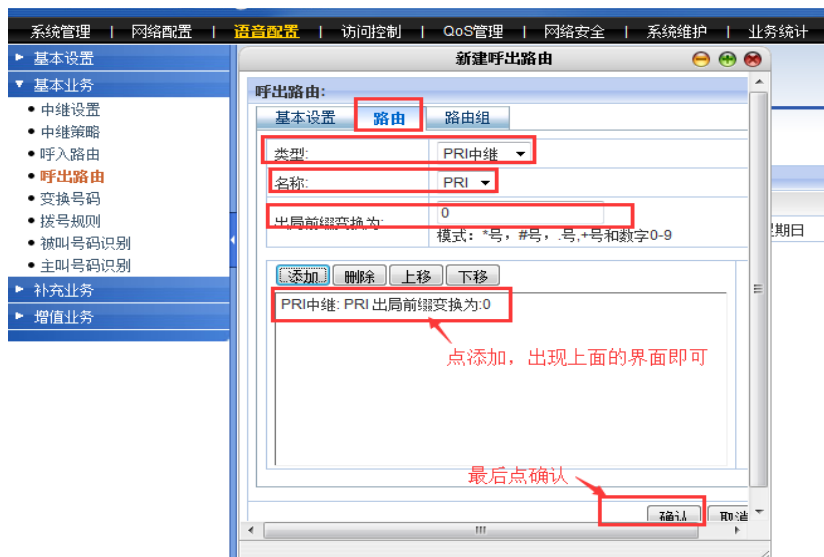 系统管理 | 网络配置 | 语音配置 | 访问控制 | QoS管理 | 网络安全 | 系统维护 | 业务统计
基本设置
基本业务
中继设置
中继策略
呼入路由
呼出路由
变换号码
拨号规则
被叫号码识别
主叫号码识别
补充业务
增值业务
新建呼出路由
呼出路由:
基本设置 路由 路由组
类型: PRI中继
名称: PRI
出局前缀变换为: 0
模式：*号，#号，.号,+号和数字0-9
添加 删除 上移 下移
PRI中继: PRI 出局前缀变换为:0
点添加，出现上面的界面即可
最后点确认
确认 取消
期日